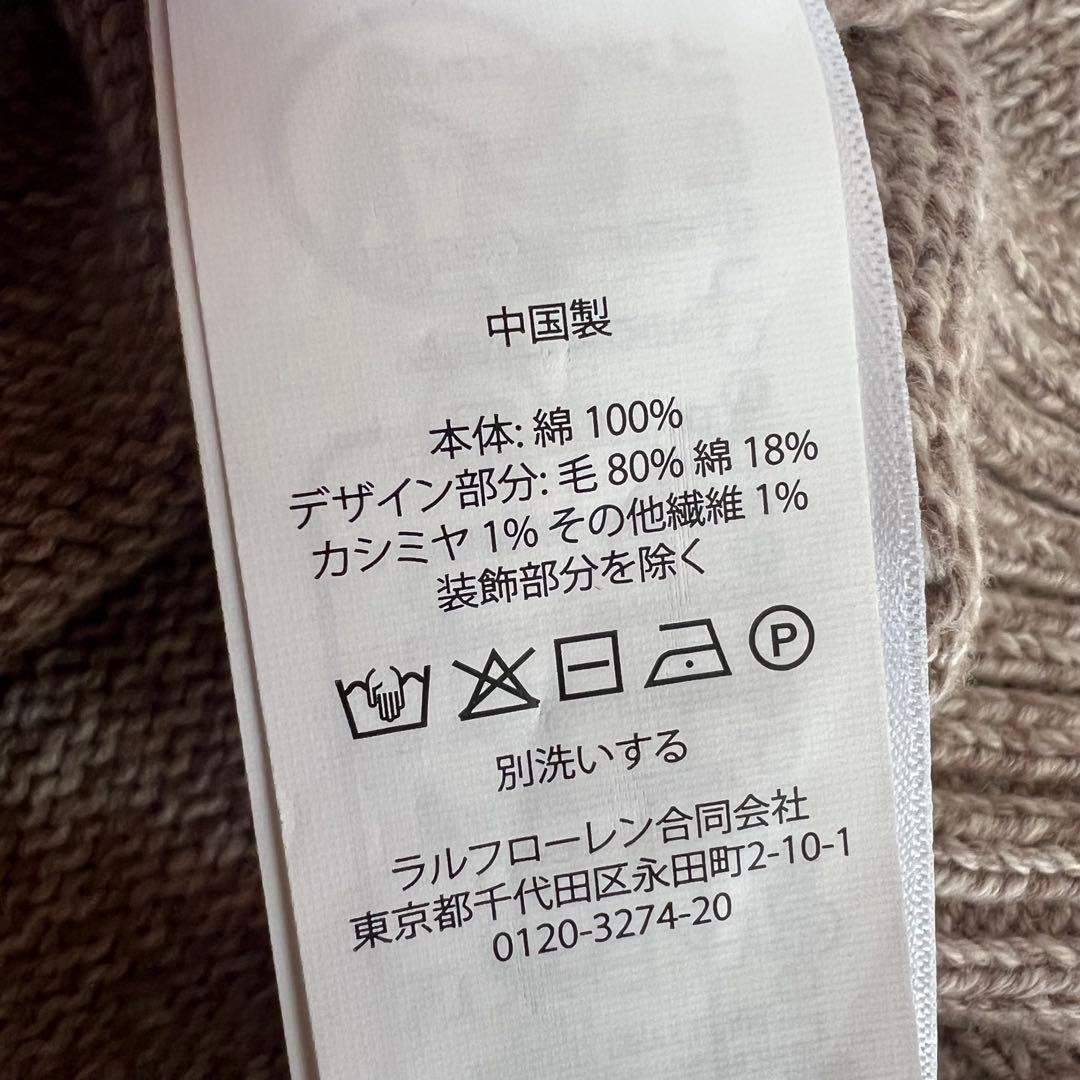 中国製
本体: 綿 100%
デザイン部分: 毛 80% 綿 18%
カシミヤ 1% その他繊維 1%
装飾部分を除く
P
別洗いする
ラルフローレン合同会社
東京都千代田区永田町2-10-1
0120-3274-20